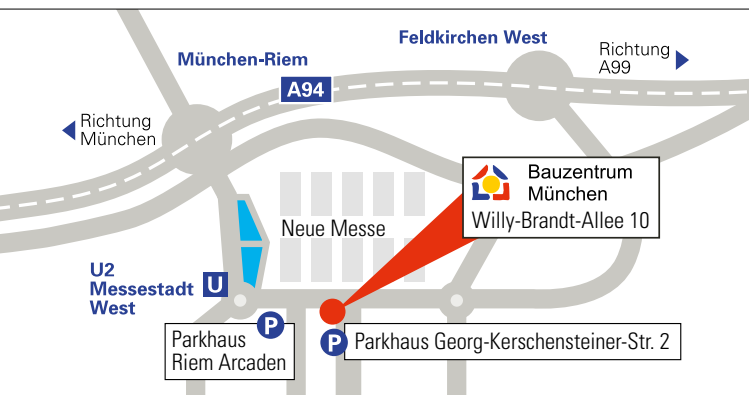 Feldkirchen West
München-Riem
Richtung
A99
A94
Richtung
München
Bauzentrum
München
Willy-Brandt-Allee 10
Neue Messe
U2
Messestadt
West
U
P
Parkhaus
Riem Arcaden
P
Parkhaus Georg-Kerschensteiner-Str. 2